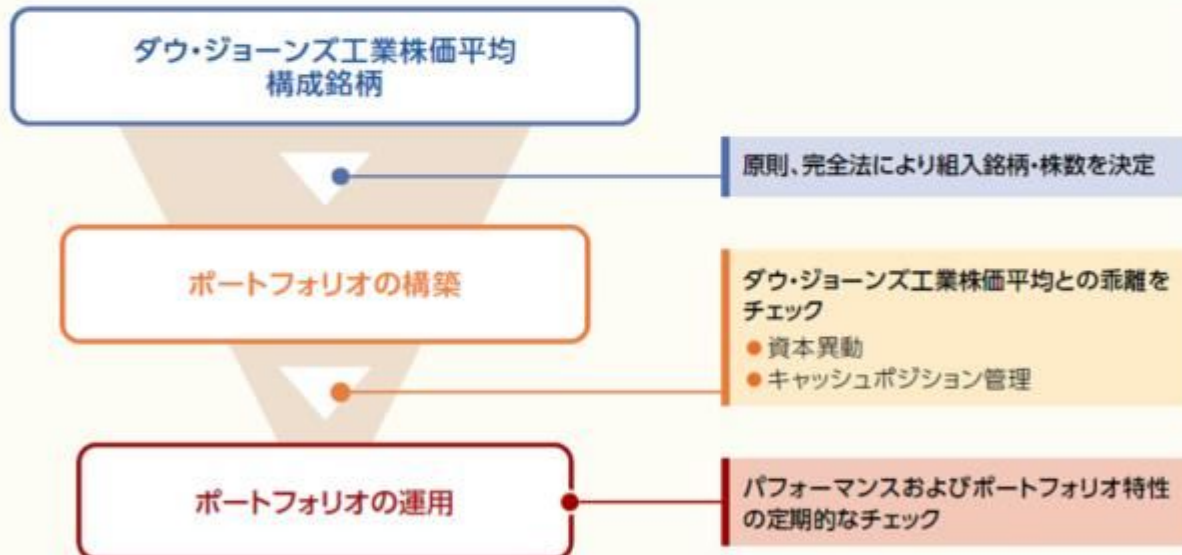 ダウ・ジョーンズ工業株価平均
構成銘柄
原則、完全法により組入銘柄・株数を決定
ポートフォリオの構築
ダウ・ジョーンズ工業株価平均との乖離を
チェック
●資本異動
●キャッシュポジション管理
ポートフォリオの運用
パフォーマンスおよびポートフォリオ特性
の定期的なチェック